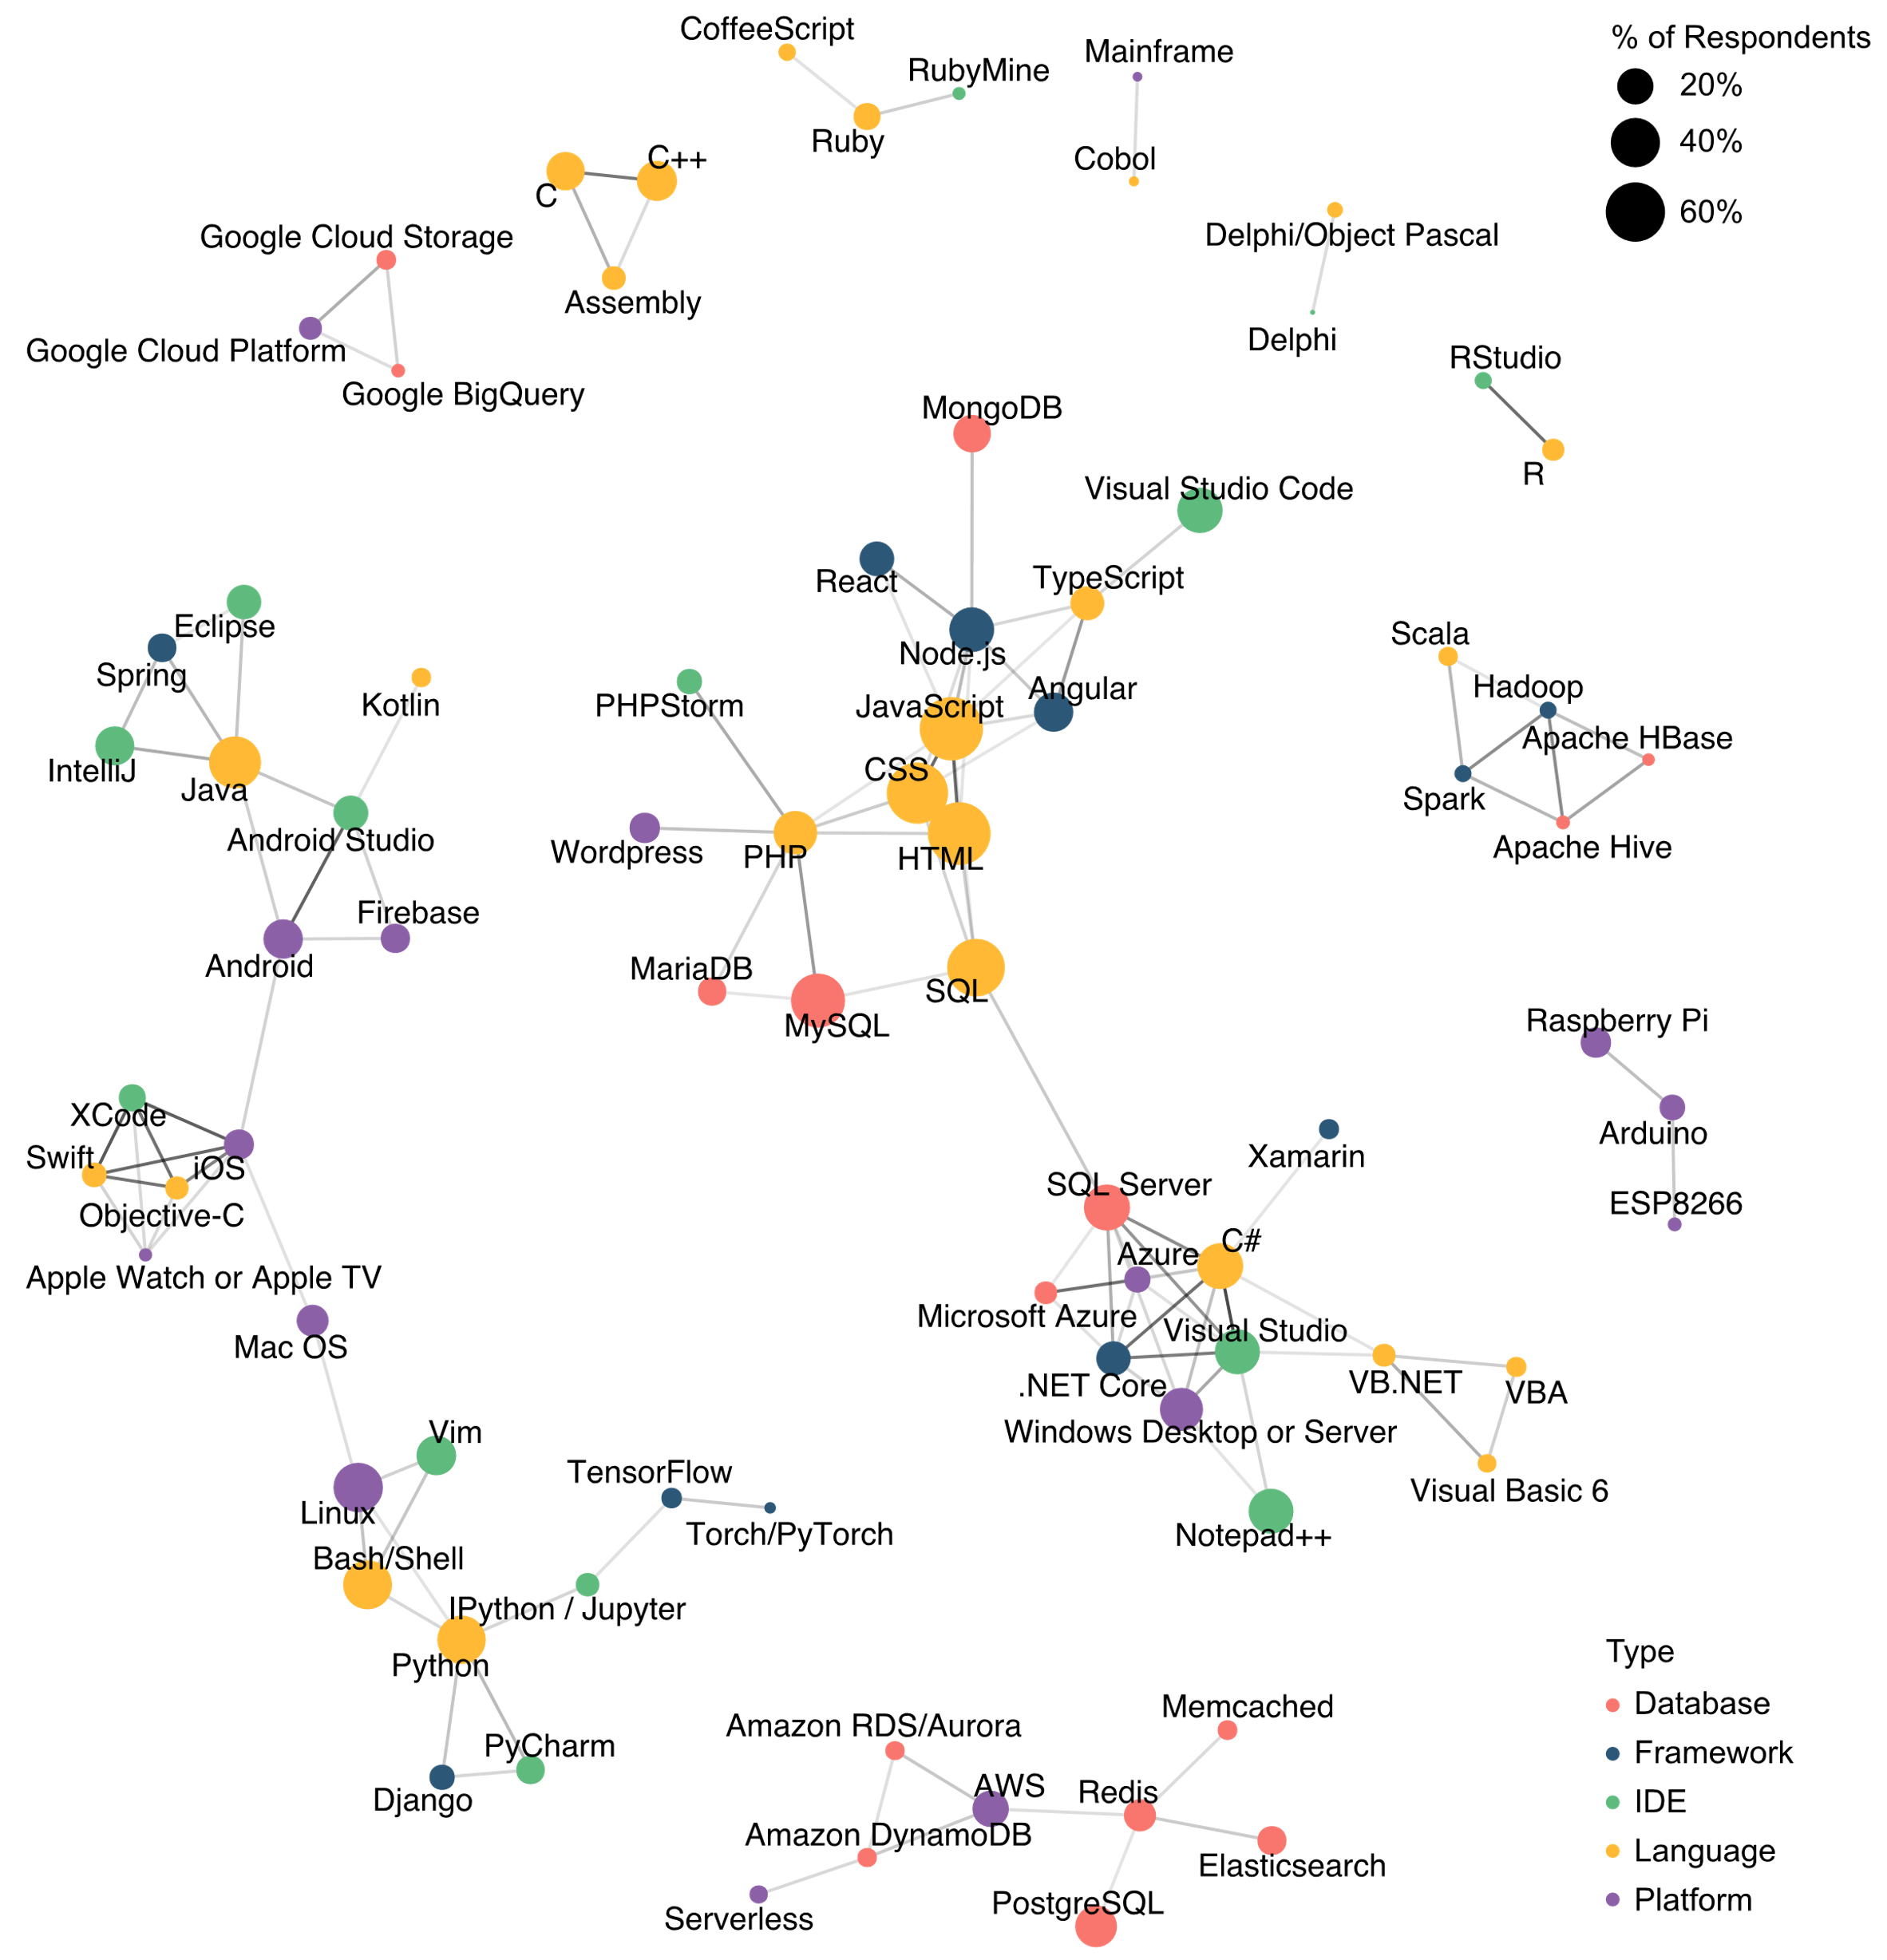 CoffeeScript
RubyMine
Ruby
Mainframe
Cobol
% of Respondents
20%
40%
60%
C++
C
Assembly
Google Cloud Storage
Google Cloud Platform
Google BigQuery
Delphi/Object Pascal
Delphi
RStudio
R
MongoDB
Visual Studio Code
React
TypeScript
Node.js
JavaScript
Angular
PHPStorm
CSS
Wordpress
PHP
HTML
MariaDB
MySQL
SQL
Eclipse
Spring
Kotlin
IntelliJ
Java
Android Studio
Firebase
Android
Scala
Hadoop
Apache HBase
Spark
Apache Hive
Raspberry Pi
Arduino
ESP8266
XCode
Swift
iOS
Objective-C
Apple Watch or Apple TV
Mac OS
Xamarin
SQL Server
C#
Azure
Microsoft Azure
Visual Studio
.NET Core
VB.NET
VBA
Windows Desktop or Server
Visual Basic 6
Notepad++
Vim
Linux
TensorFlow
Torch/PyTorch
Bash/Shell
IPython / Jupyter
Python
PyCharm
Django
Amazon RDS/Aurora
Memcached
AWS
Redis
Amazon DynamoDB
Elasticsearch
Serverless
PostgreSQL
Type
Database
Framework
IDE
Language
Platform